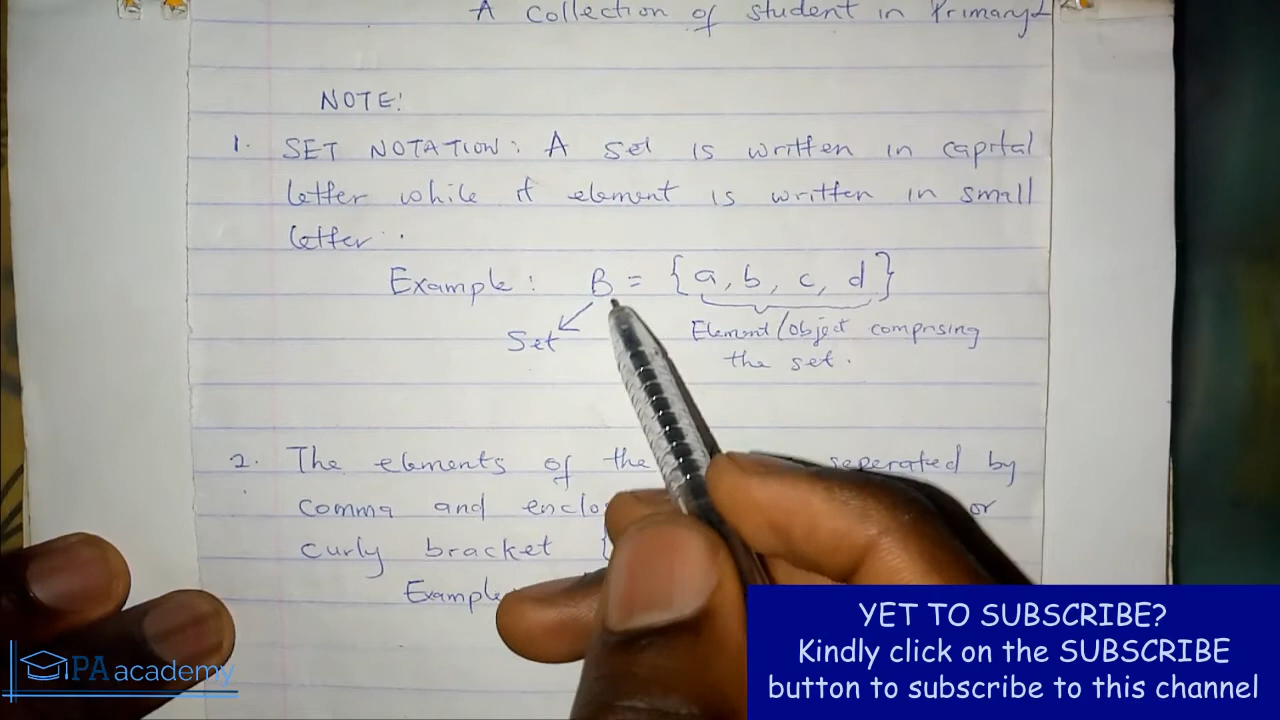 A collection of student in Primary 1
NOTE!
1. SET NOTATION: A set is written in capital
letter while it element is written in small
letter.
Example: B = {a, b, c, d}
Set
Element/object comprising
the set.
2. The elements of the seperated by
comma and or
curly bracket {
Example
PA academy
YET TO SUBSCRIBE?
Kindly click on the SUBSCRIBE
button to subscribe to this channel